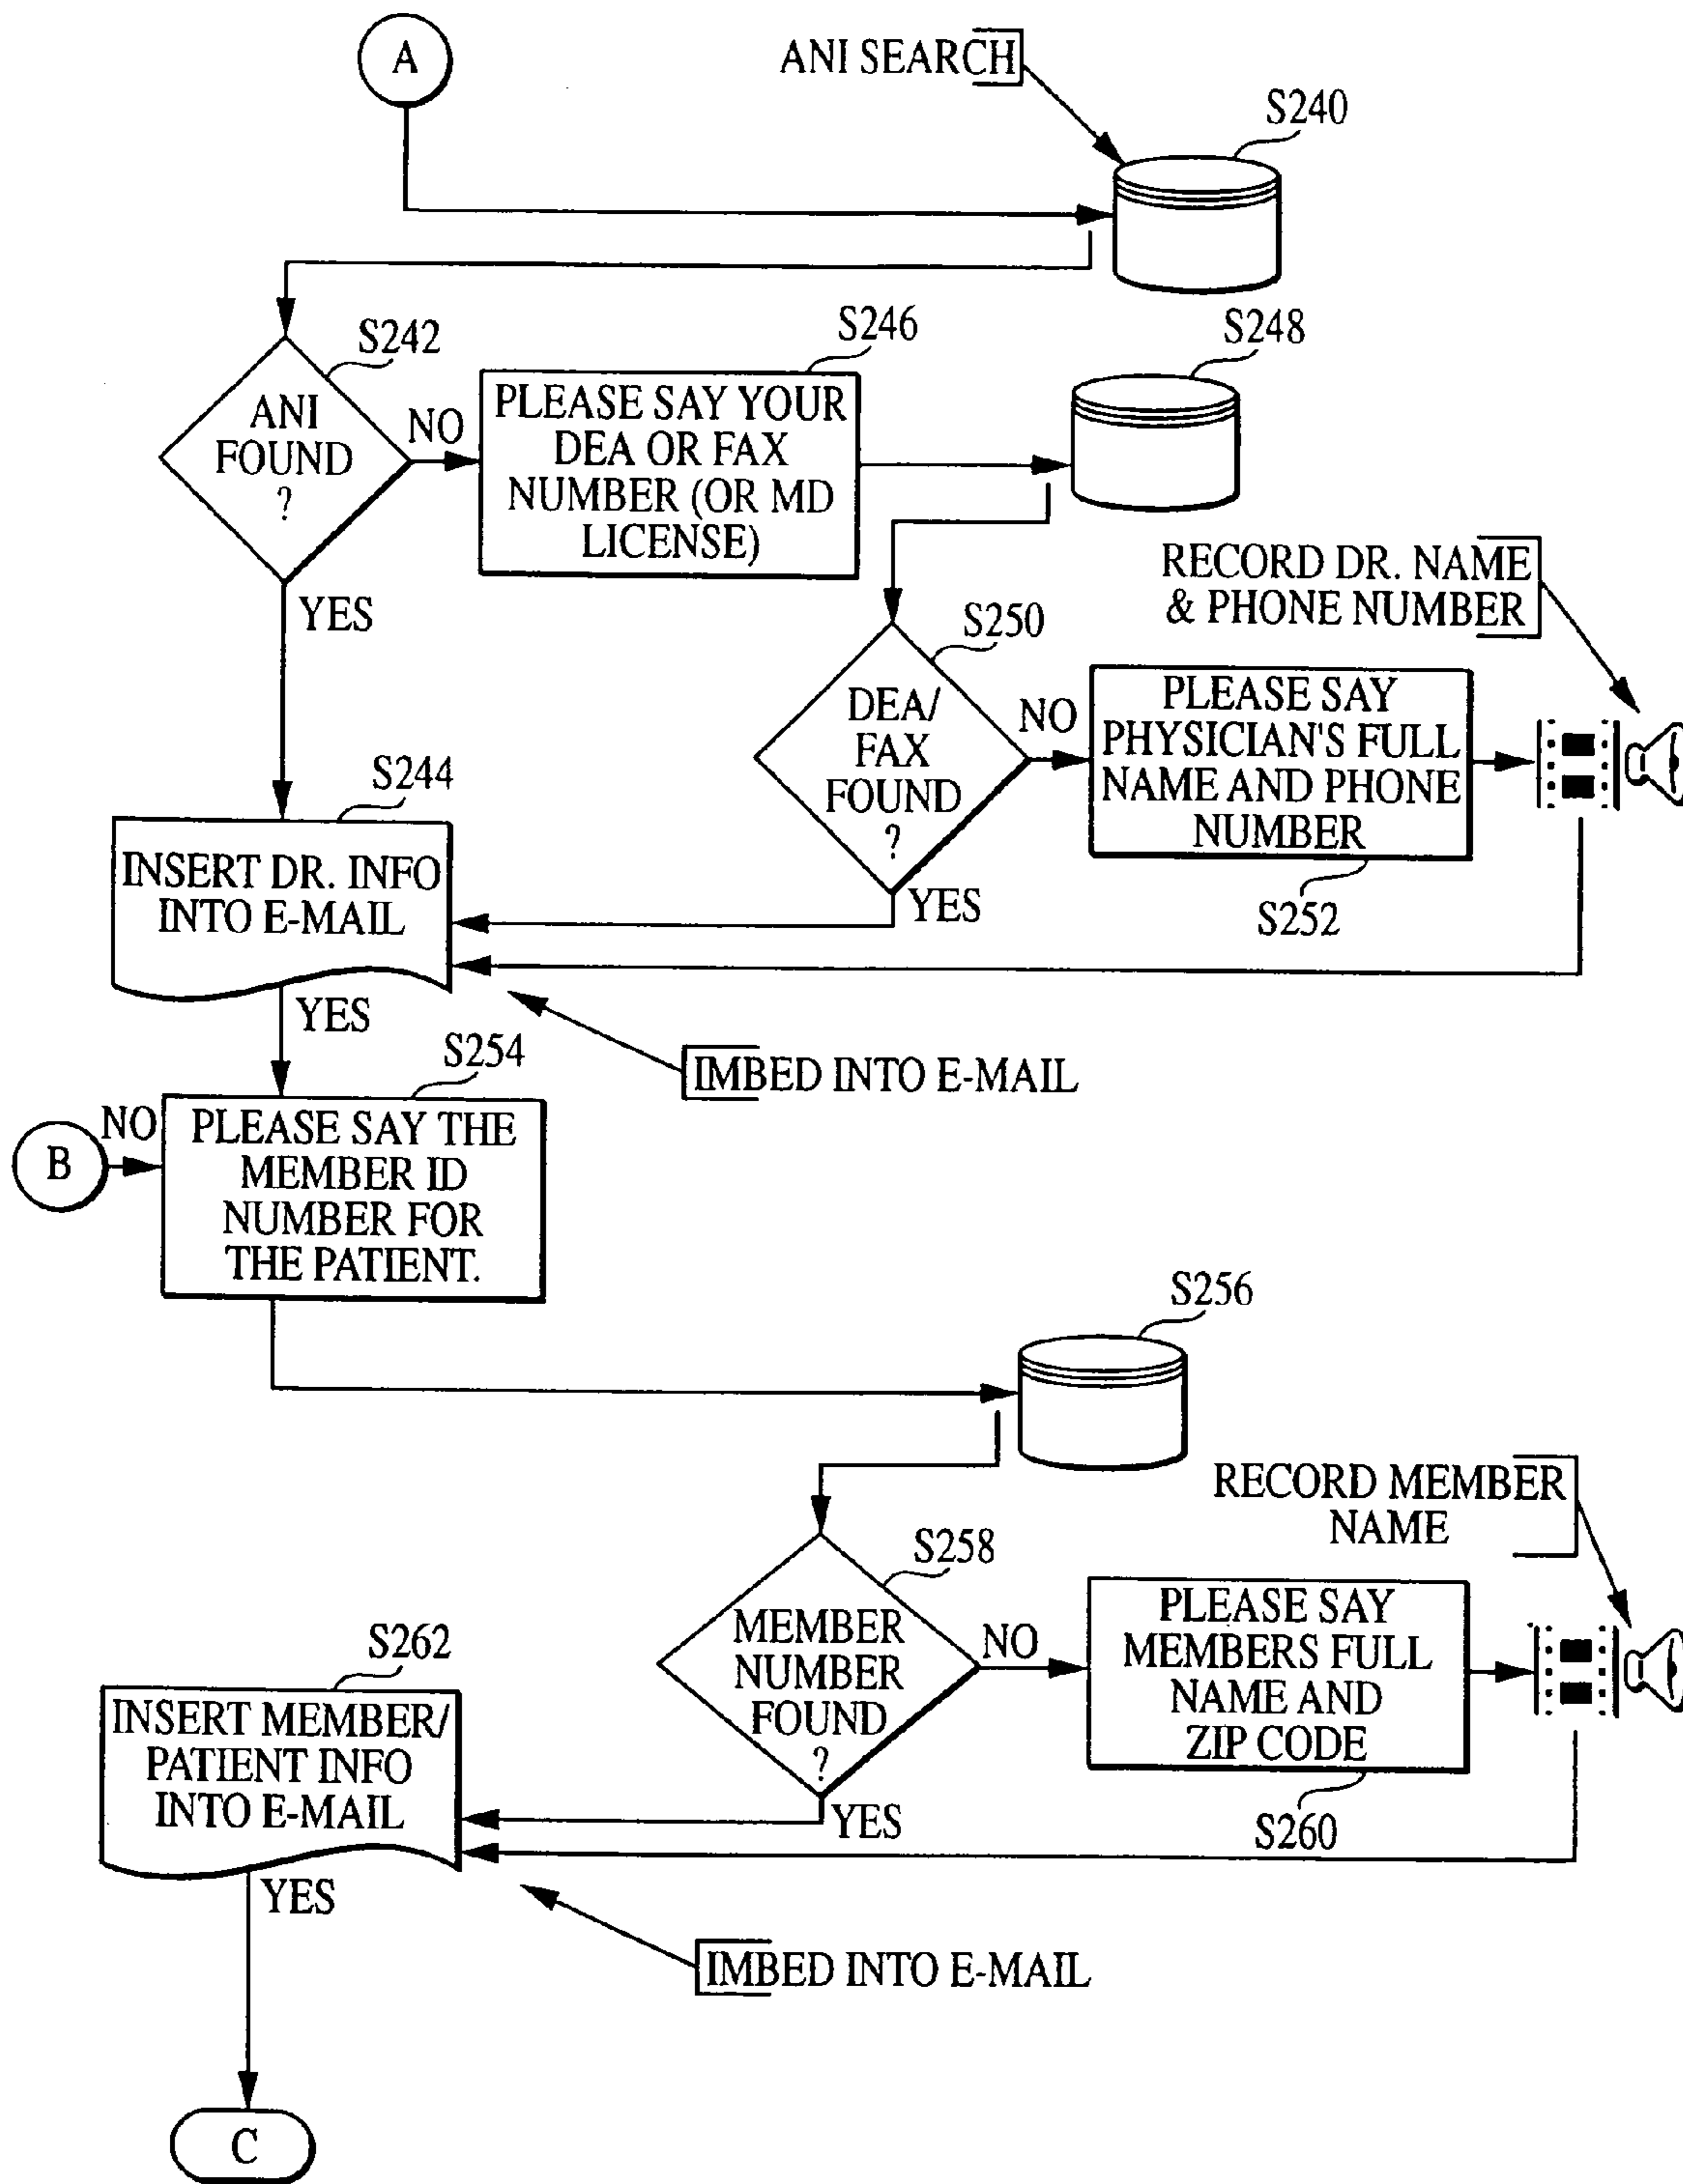 A
ANI SEARCH
S240
S242
ANI
FOUND
?
NO
YES
S246
PLEASE SAY YOUR
DEA OR FAX
NUMBER (OR MD
LICENSE)
S248
RECORD DR. NAME
& PHONE NUMBER
S250
DEA/
FAX
FOUND
?
NO
YES
PLEASE SAY
PHYSICIAN'S FULL
NAME AND PHONE
NUMBER
S252
S244
INSERT DR. INFO
INTO E-MAIL
YES
IMBED INTO E-MAIL
S254
B
NO
PLEASE SAY THE
MEMBER ID
NUMBER FOR
THE PATIENT.
S256
RECORD MEMBER
NAME
S258
MEMBER
NUMBER
FOUND
?
NO
YES
PLEASE SAY
MEMBERS FULL
NAME AND
ZIP CODE
S260
S262
INSERT MEMBER/
PATIENT INFO
INTO E-MAIL
YES
IMBED INTO E-MAIL
C